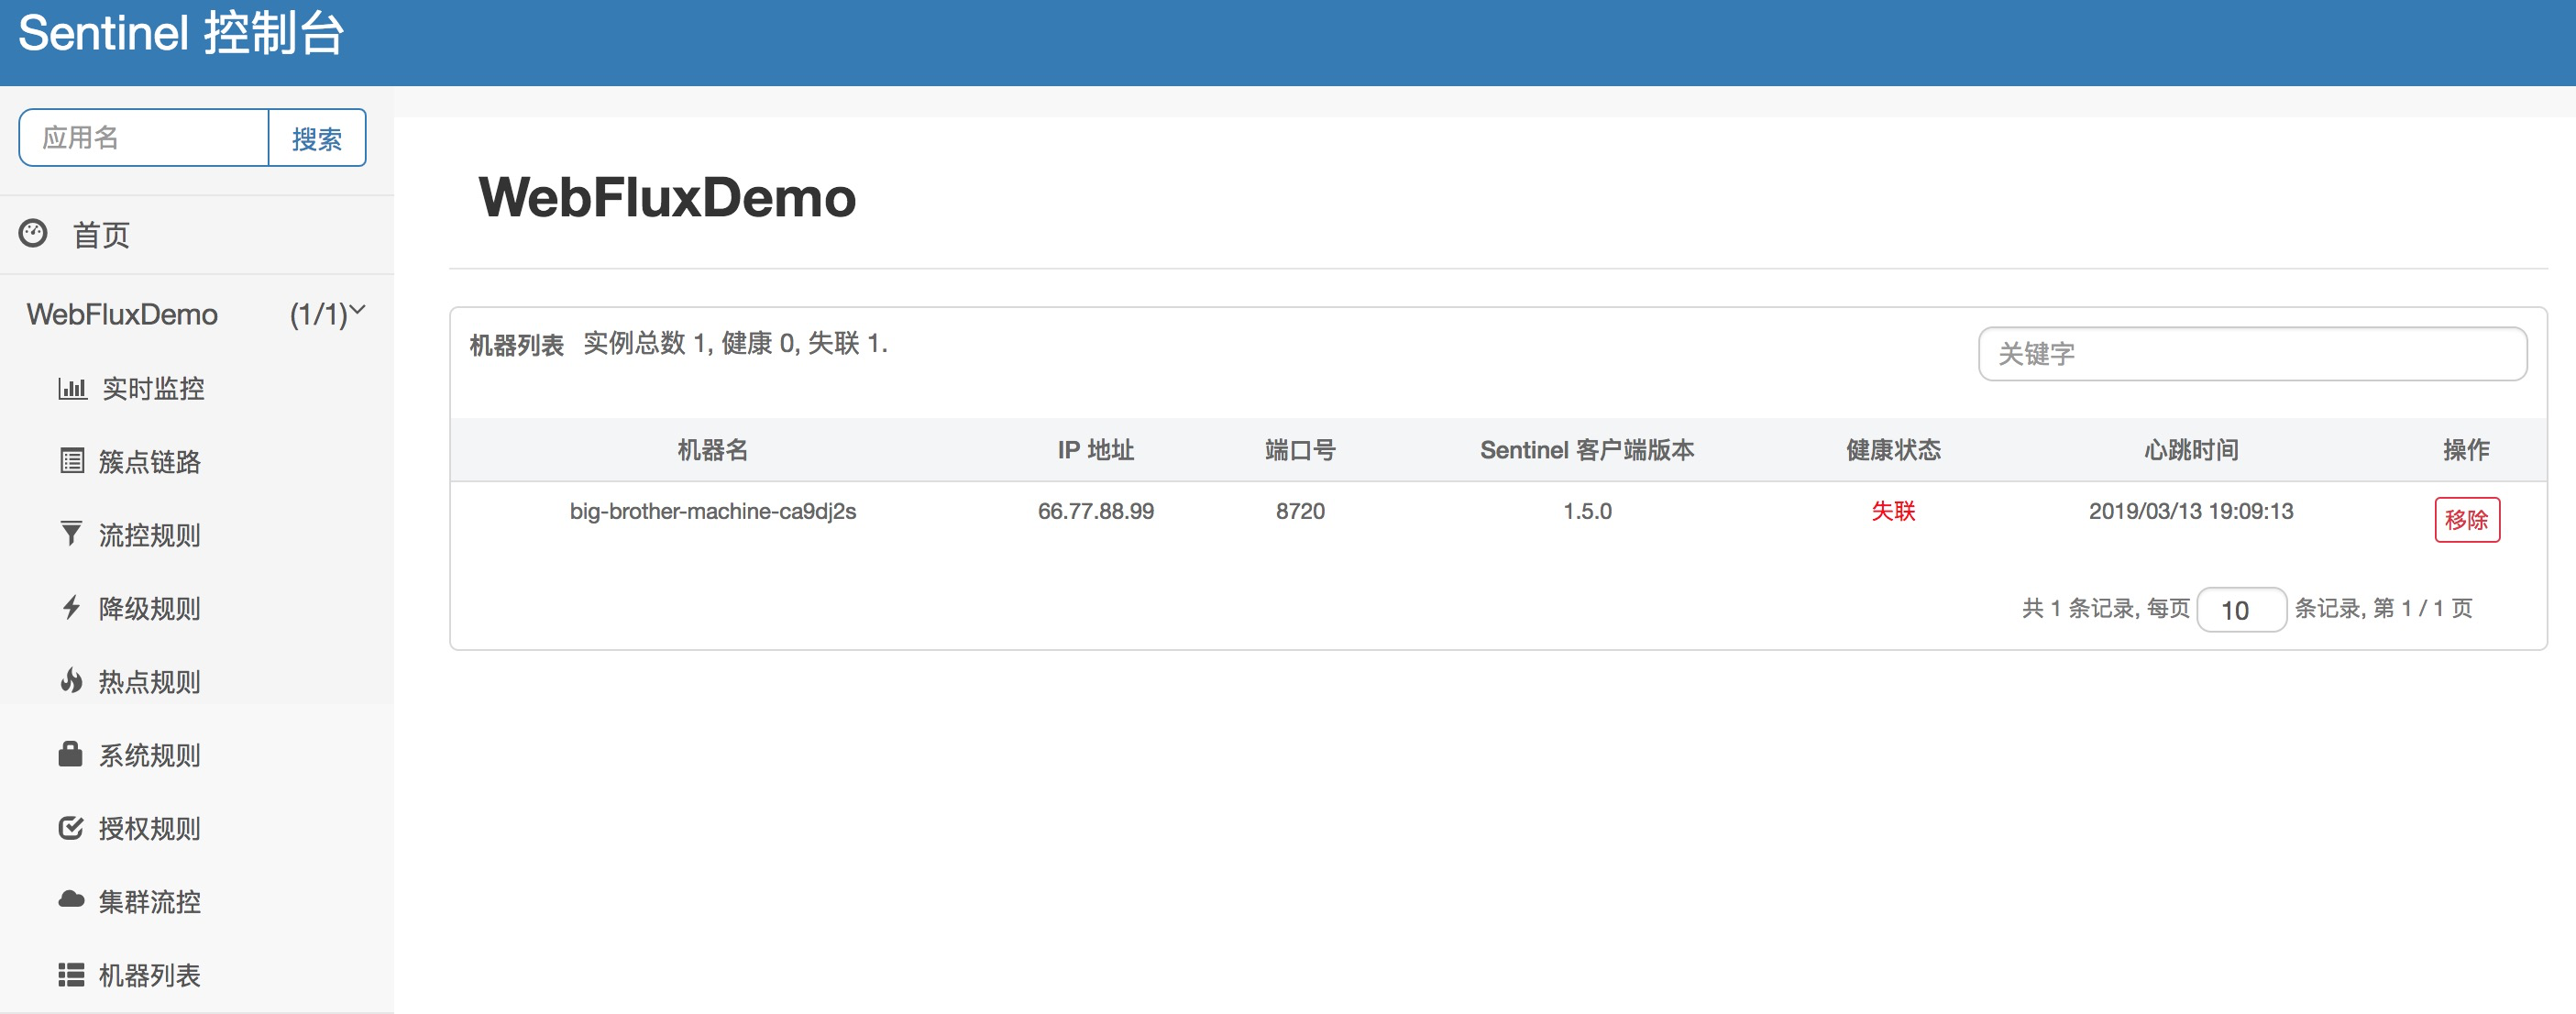 Sentinel 控制台
应用名 搜索
首页
WebFluxDemo (1/1)
实时监控
簇点链路
流控规则
降级规则
热点规则
系统规则
授权规则
集群流控
机器列表
WebFluxDemo
机器列表 实例总数 1, 健康 0, 失联 1.
关键字
机器名 IP 地址 端口号 Sentinel 客户端版本 健康状态 心跳时间 操作
big-brother-machine-ca9dj2s 66.77.88.99 8720 1.5.0 失联 2019/03/13 19:09:13 移除
共 1 条记录, 每页 10 条记录, 第 1 / 1 页